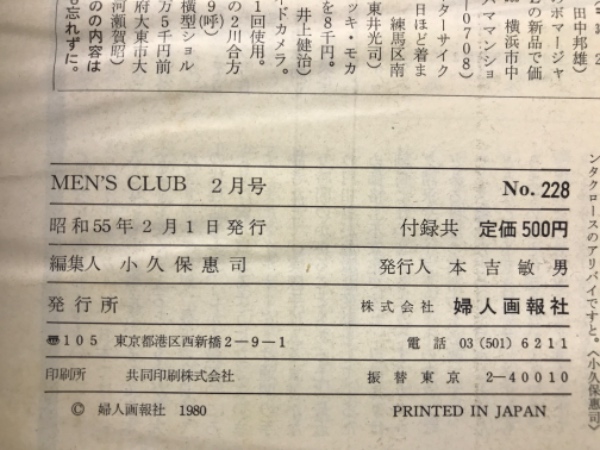 田中邦雄)
のボマージャ
Eの新品で価
横浜市中
ママンショ
-0708)
ターサイク
日ほど着ま
練馬区南
東井光司)
ッキ・モカ
を8千円。
井上健治)
ードカメラ。
1回使用。
の2川合方
9(呼)
横型ショル
万5千円前
府大東市大
河瀬賀昭)
のの内容は
も忘れずに。
MEN'S CLUB 2月号 No. 228
昭和55年2月1日発行 付録共 定価500円
編集人 小久保惠司 発行人 本吉敏男
発行所 株式会社 婦人画報社
〠105 東京都港区西新橋2-9-1 電話 03(501)6211
印刷所 共同印刷株式会社 振替東京 2-40010
© 婦人画報社 1980 PRINTED IN JAPAN
ンタクロースのアリバイですと。〈小久保惠司〉